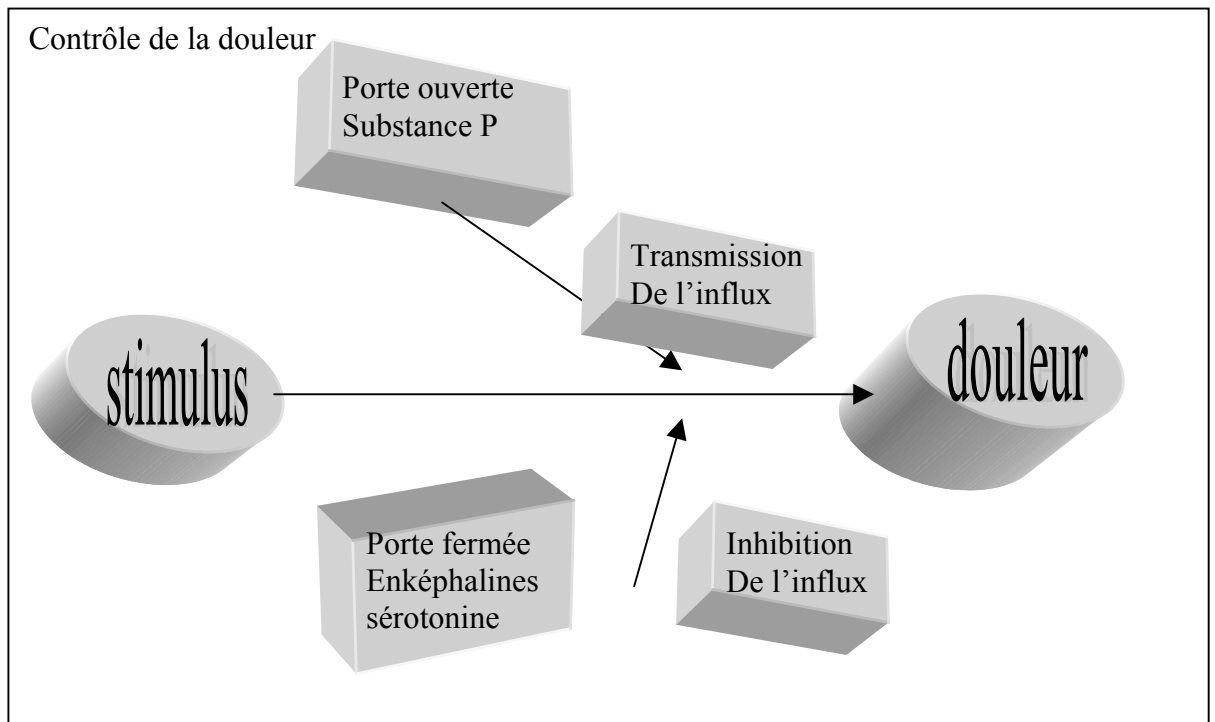 Contrôle de la douleur
Porte ouverte
Substance P
Transmission
De l'influx
stimulus
douleur
Porte fermée
Enképhalines
sérotonine
Inhibition
De l'influx